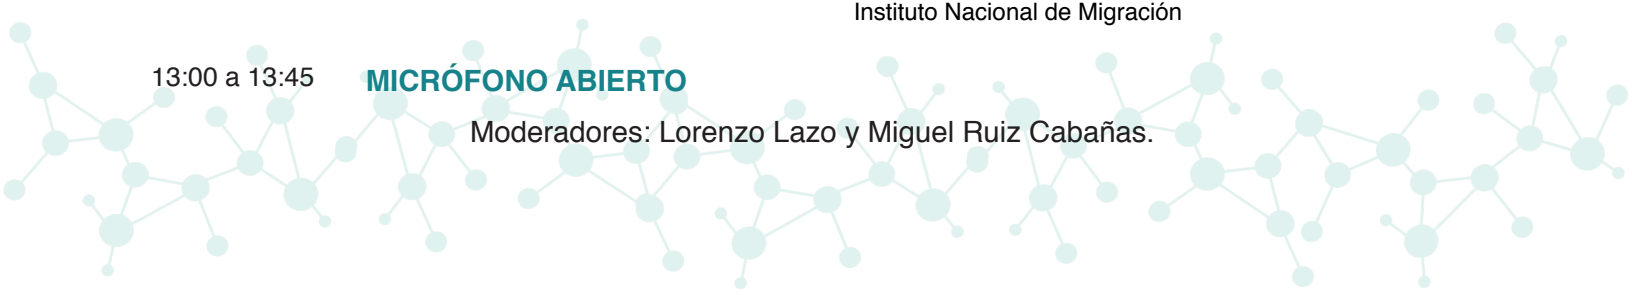 Instituto Nacional de Migración
13:00 a 13:45 MICRÓFONO ABIERTO
Moderadores: Lorenzo Lazo y Miguel Ruiz Cabañas.